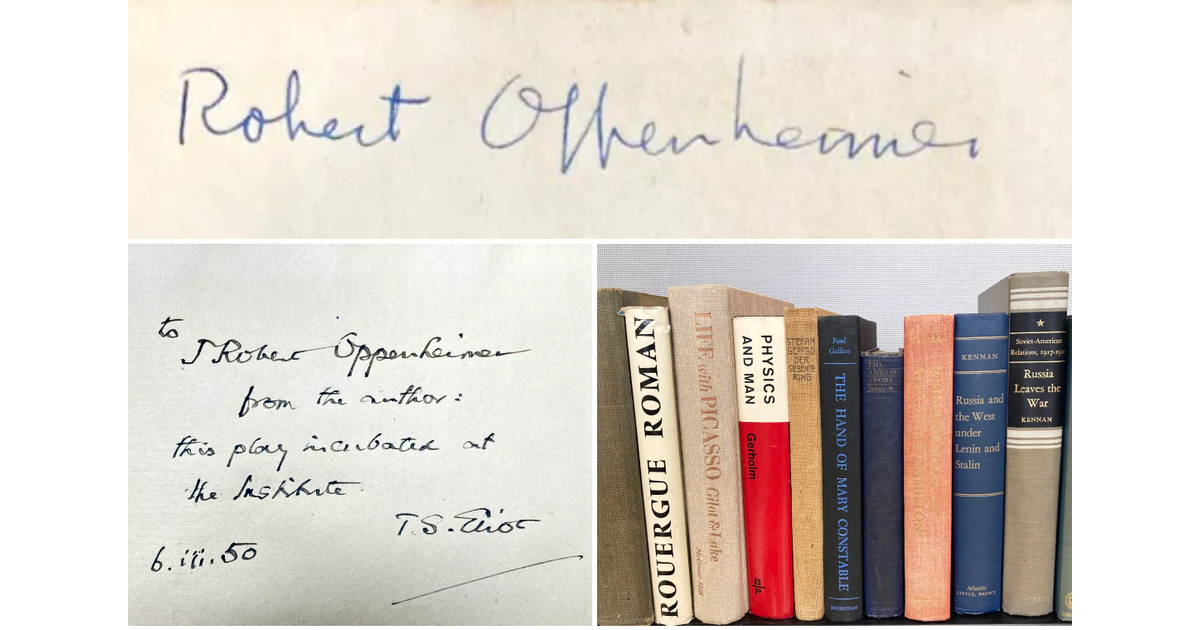 Robert Oppenheimer
to
J Robert Oppenheimer
from the author:
this play incubated at
the Institute.
T.S. Eliot
6.iii.50
ROUERGUE ROMAN
LIFE with PICASSO Gilot & Lake
PHYSICS
AND MAN
Gerholm
STEFAN
GEORGE
DER
SIEBENTE
RING
Paul
Gallico
THE HAND OF MARY CONSTABLE
DOUBLEDAY
THE
HAMILTON
KENNAN
Russia and
the West
under
Lenin and
Stalin
Atlantic
LITTLE, BROWN
Soviet-American
Relations, 1917-1920
Russia
Leaves the
War
KENNAN